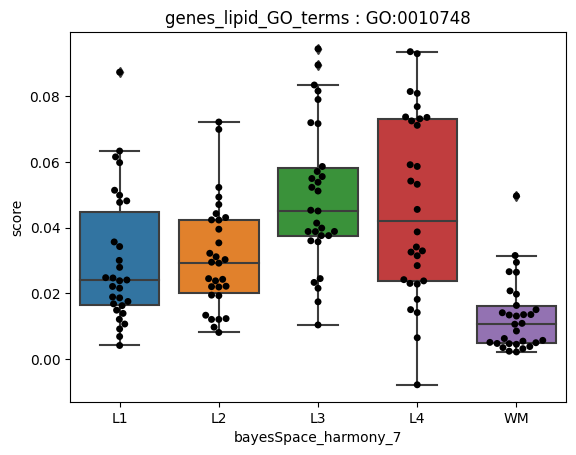 genes_lipid_GO_terms : GO:0010748
score
0.08
0.06
0.04
0.02
0.00
L1 L2 L3 L4 WM
bayesSpace_harmony_7